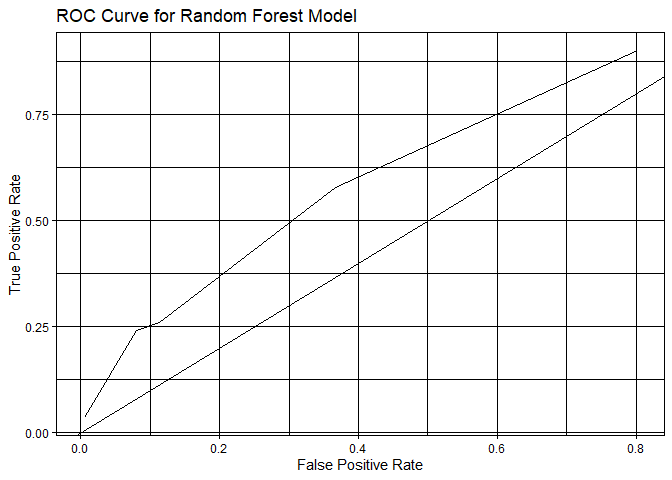 ROC Curve for Random Forest Model
True Positive Rate
0.75
0.50
0.25
0.00
0.0 0.2 0.4 0.6 0.8
False Positive Rate